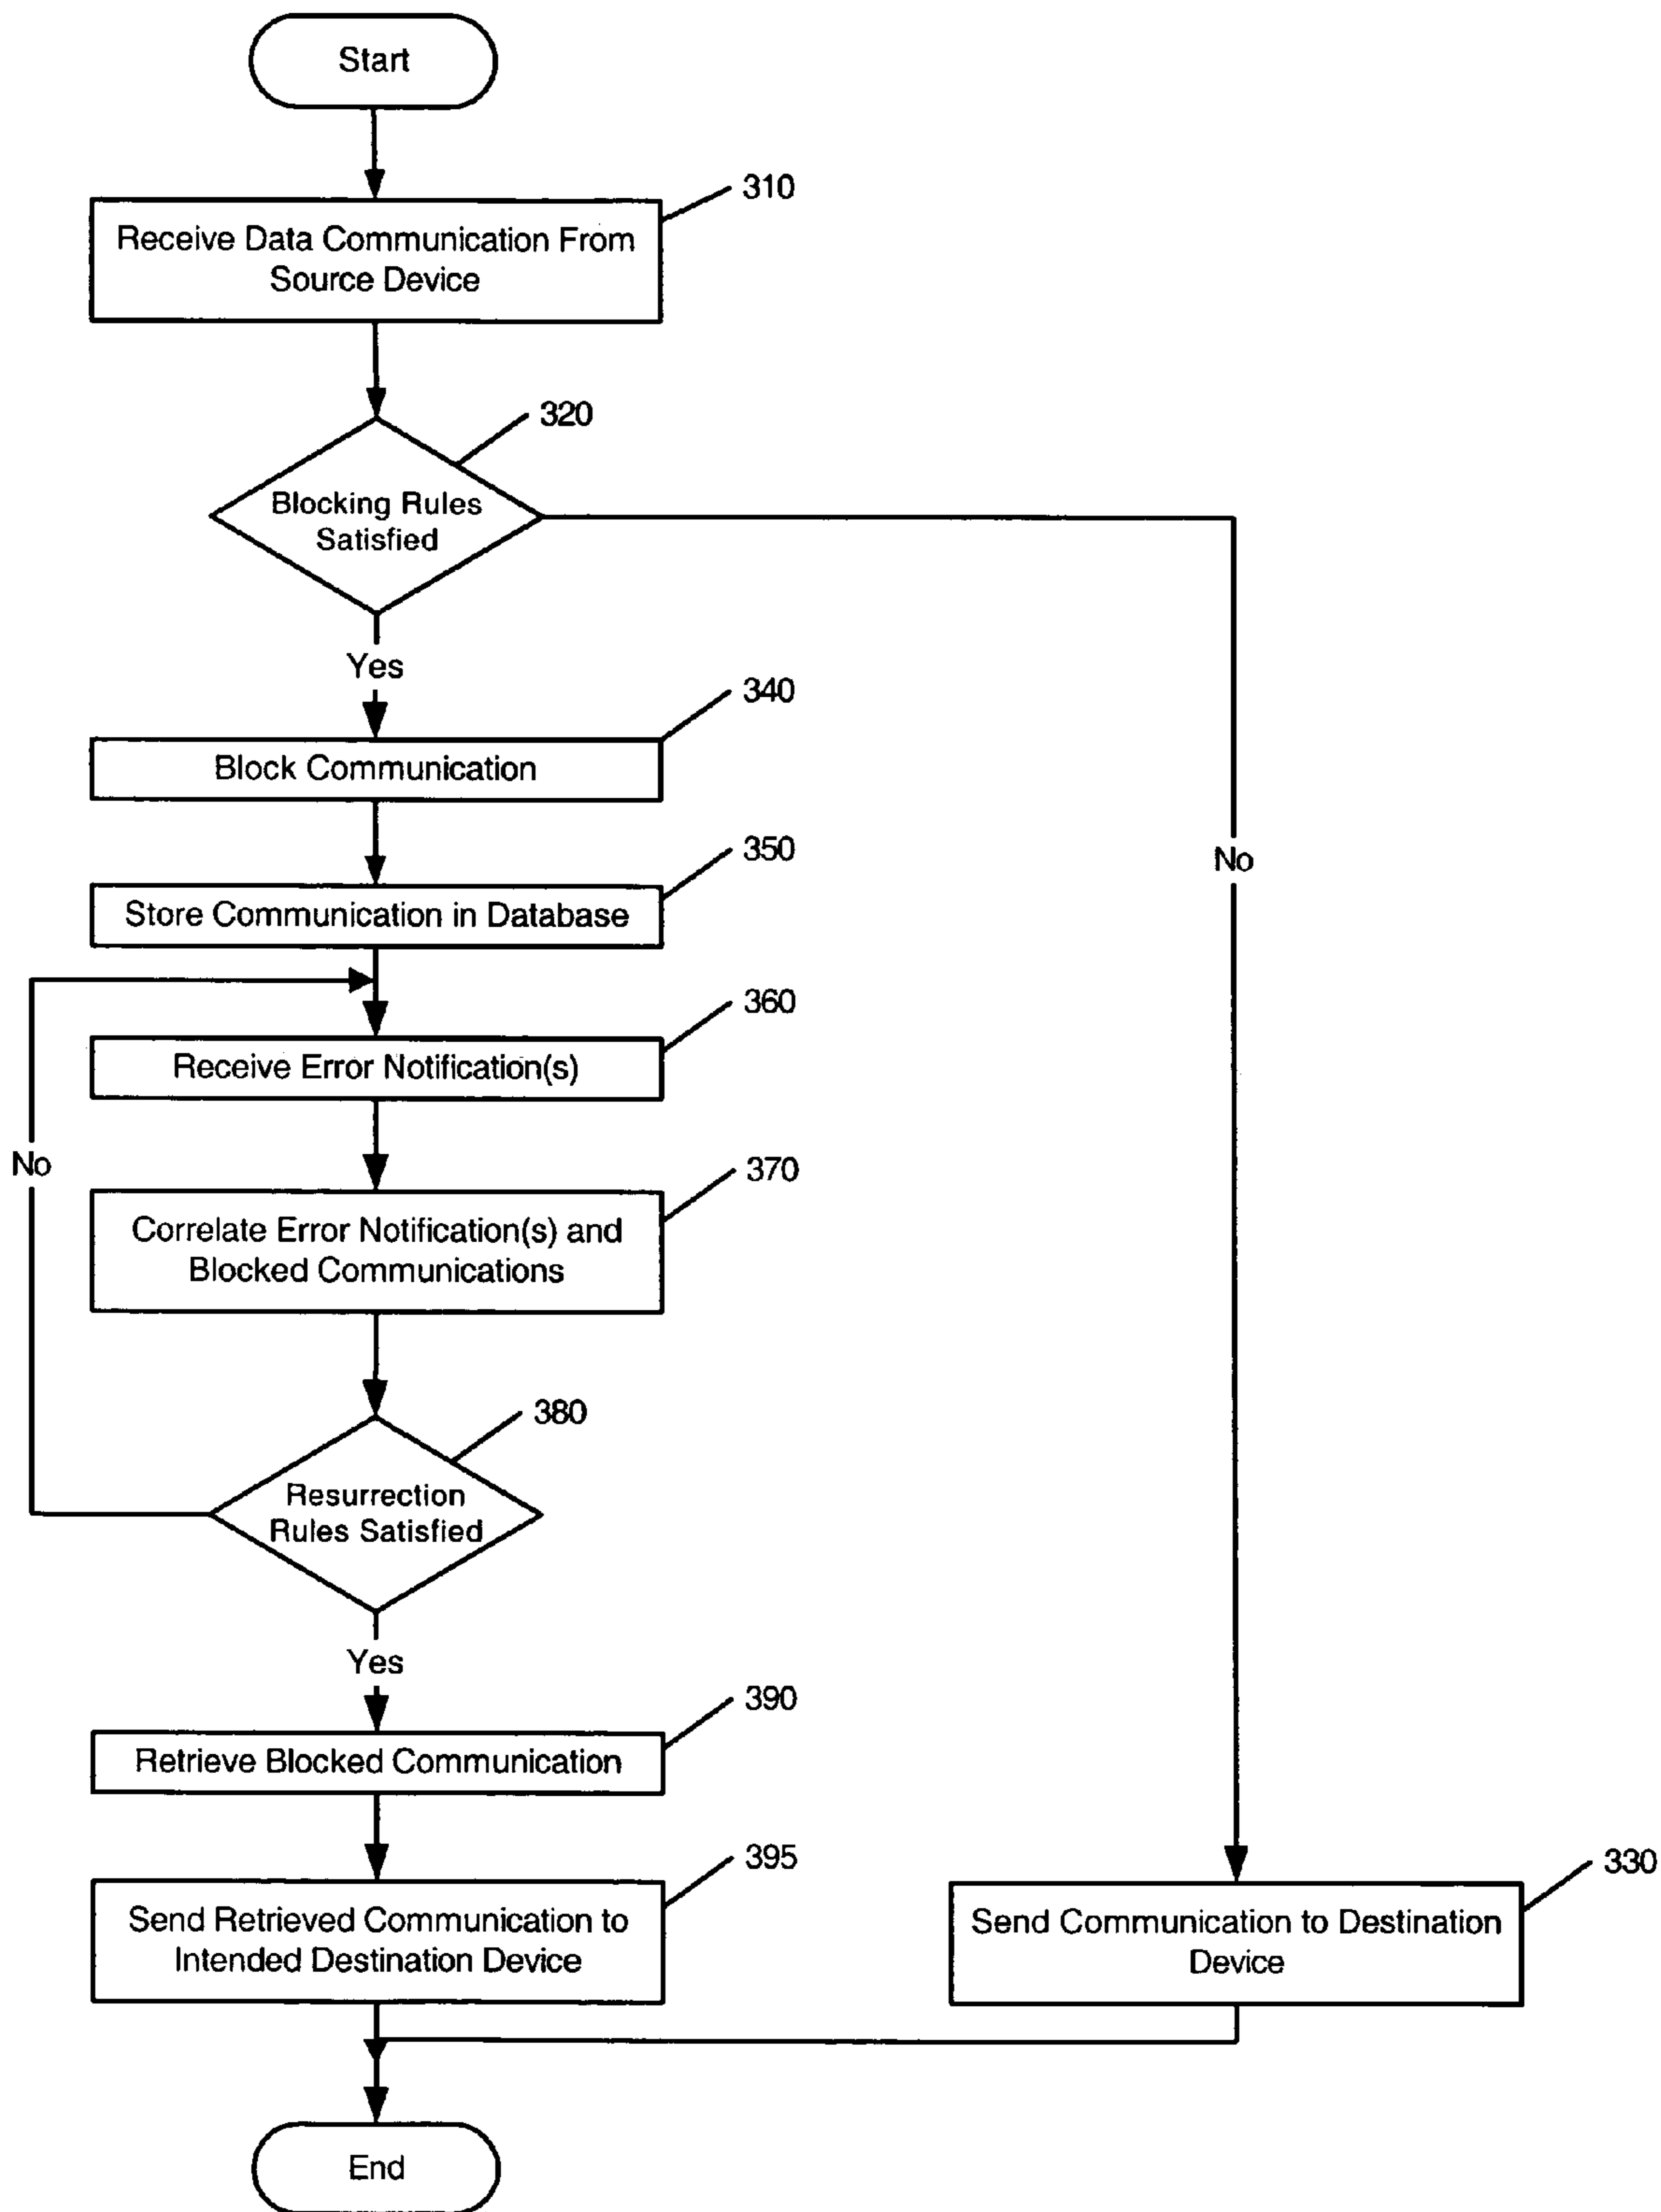 Start
310
Receive Data Communication From
Source Device
320
Blocking Rules
Satisfied
Yes
340
Block Communication
350
No
Store Communication in Database
360
Receive Error Notification(s)
No
370
Correlate Error Notification(s) and
Blocked Communications
380
Resurrection
Rules Satisfied
Yes
390
Retrieve Blocked Communication
395
330
Send Retrieved Communication to
Intended Destination Device
Send Communication to Destination
Device
End